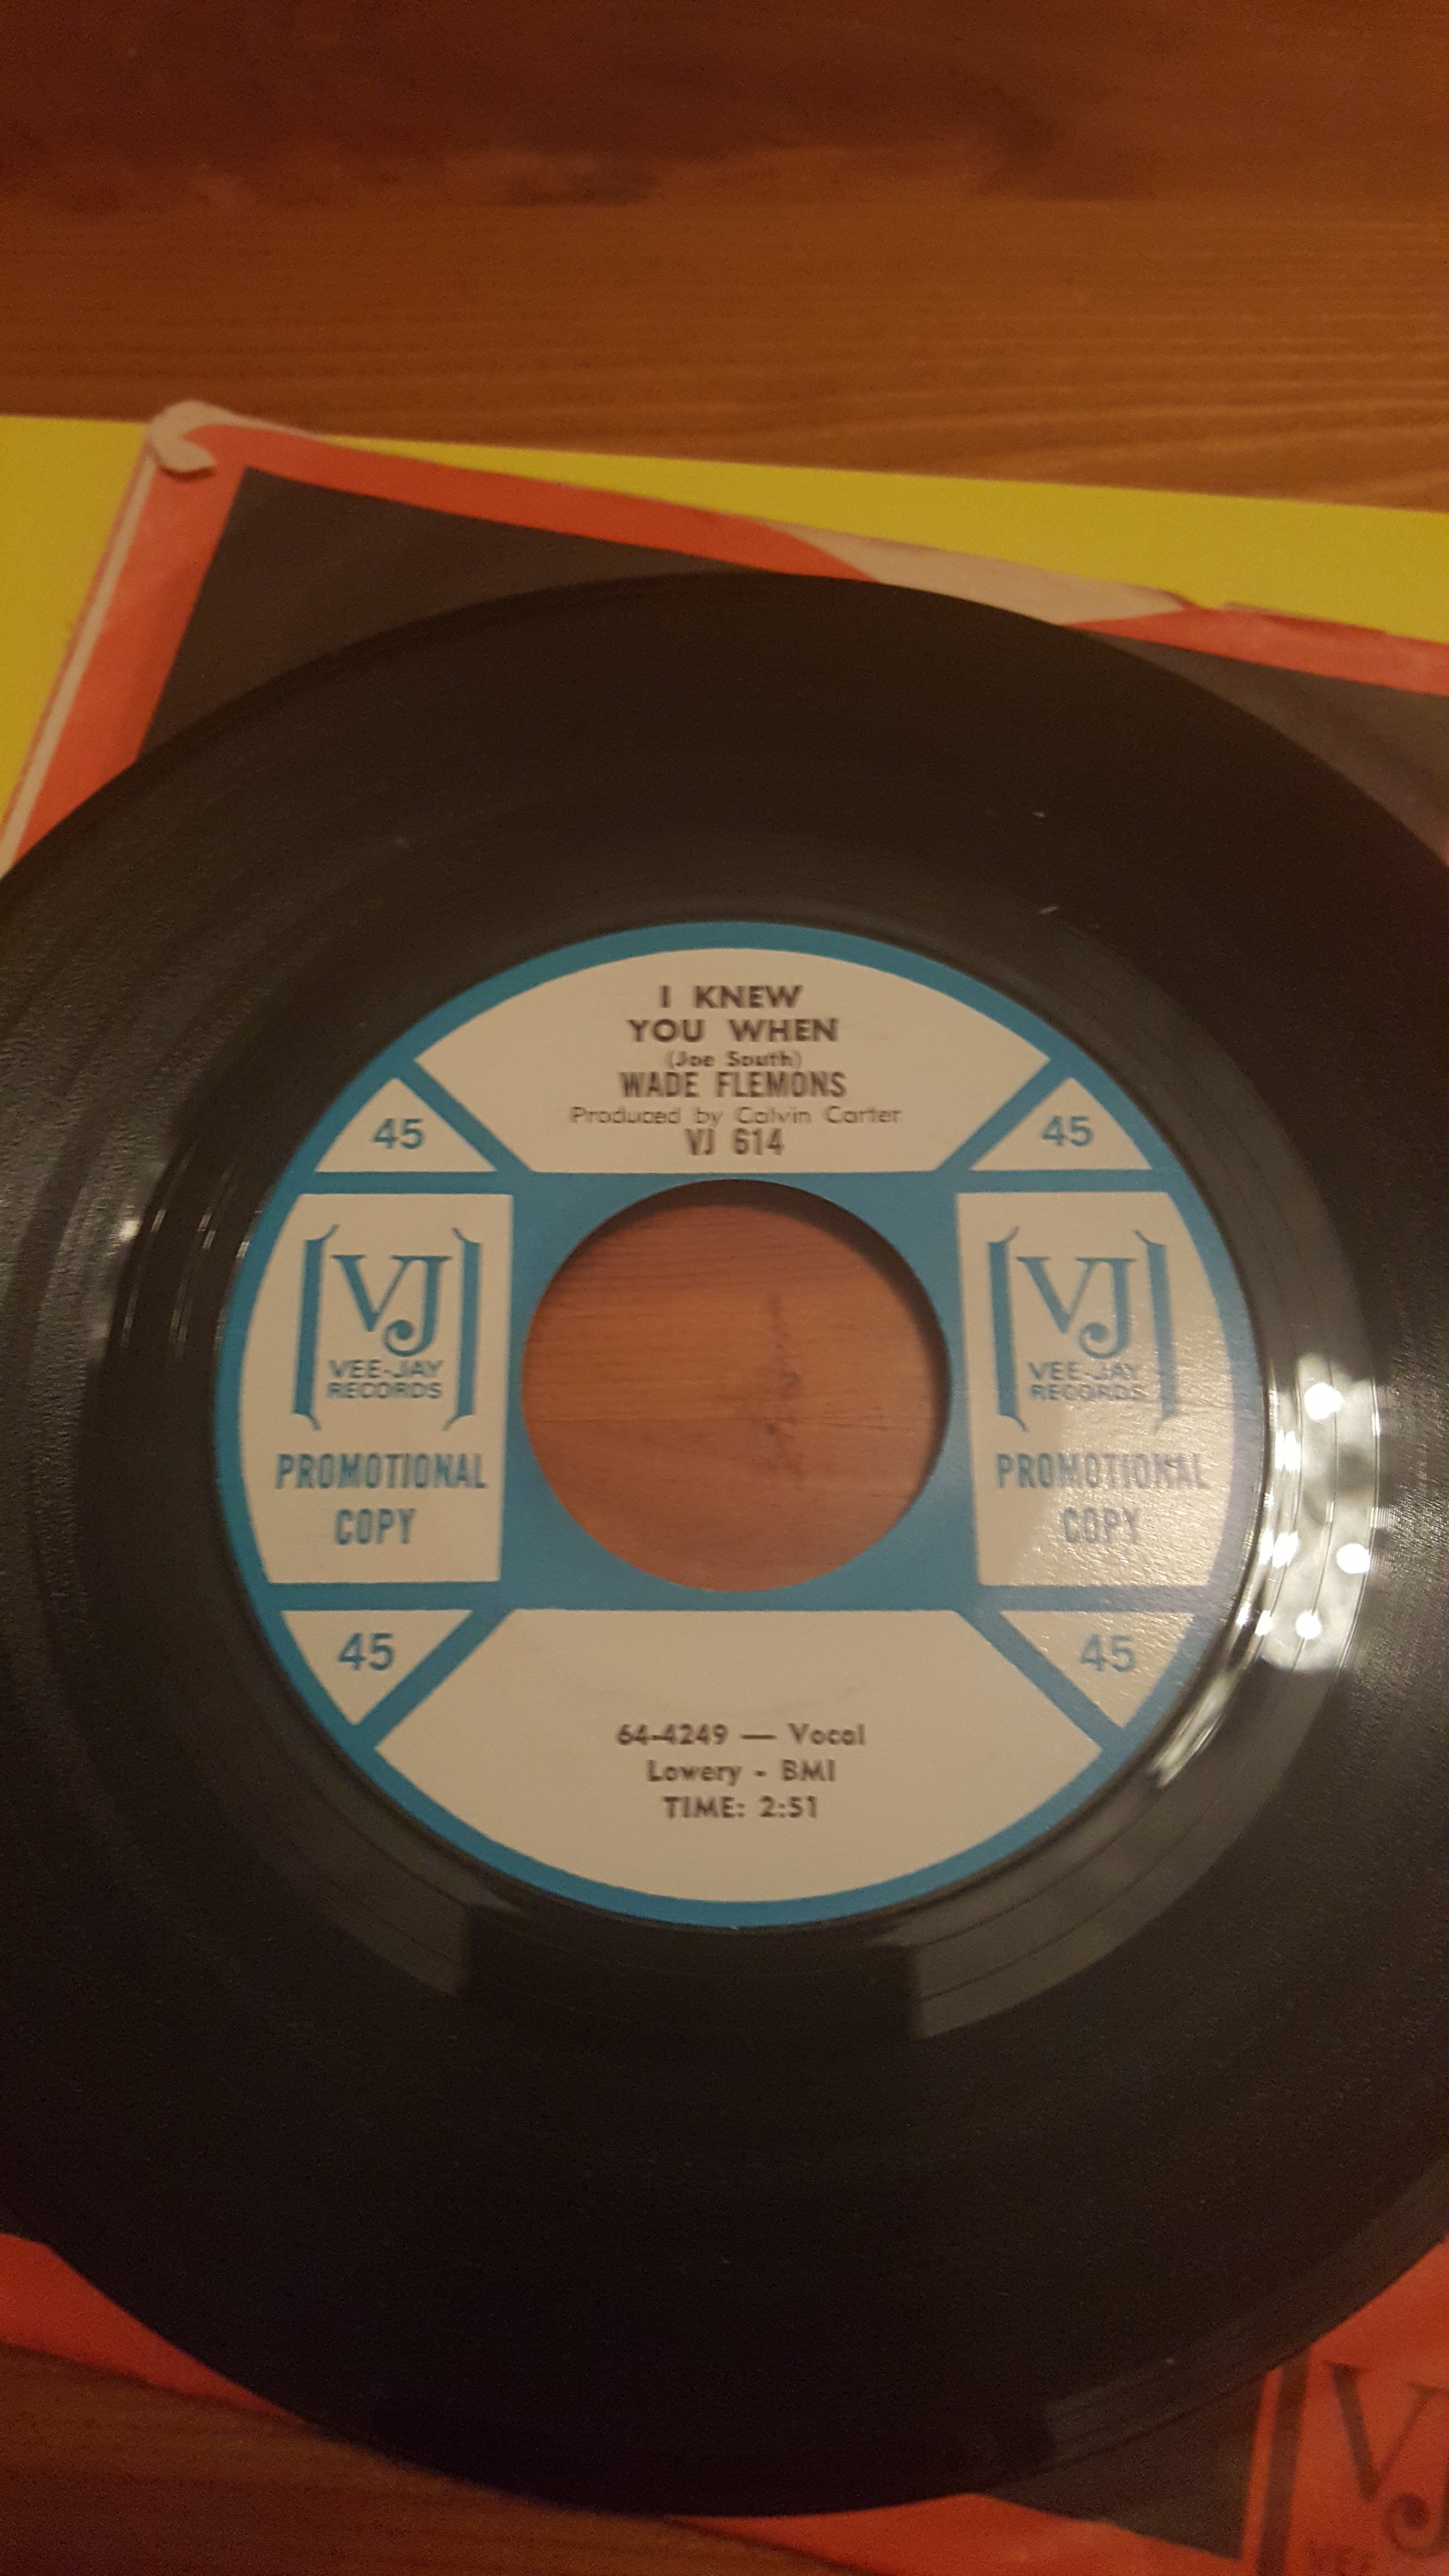 I KNEW
YOU WHEN
(Joe South)
WADE FLEMONS
Produced by Calvin Carter
VJ 614
45
45
VJ
VEE-JAY
RECORDS
PROMOTIONAL
COPY
VJ
VEE-JAY
RECORDS
PROMOTIONAL
COPY
45
45
64-4249 — Vocal
Lowery - BMI
TIME: 2:51
VJ